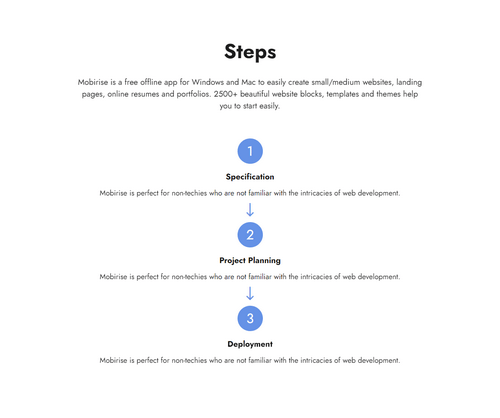 Steps
Mobirise is a free offline app for Windows and Mac to easily create small/medium websites, landing
pages, online resumes and portfolios. 2500+ beautiful website blocks, templates and themes help
you to start easily.
1
Specification
Mobirise is perfect for non-techies who are not familiar with the intricacies of web development.
2
Project Planning
Mobirise is perfect for non-techies who are not familiar with the intricacies of web development.
3
Deployment
Mobirise is perfect for non-techies who are not familiar with the intricacies of web development.